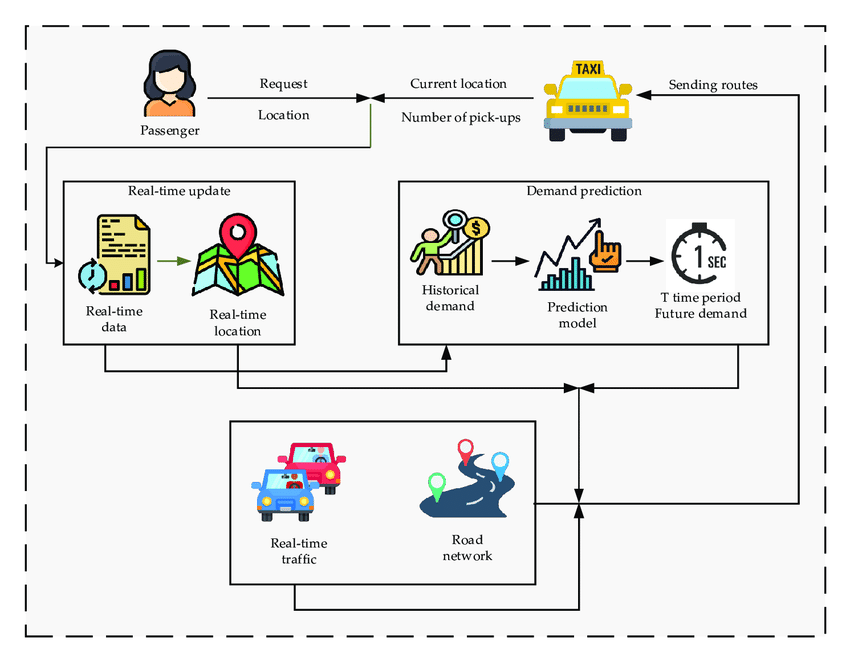 TAXI
Request
Current location
Sending routes
Location
Number of pick-ups
Passenger
Real-time update
Demand prediction
$
1 SEC
Real-time
data
Real-time
location
Historical
demand
Prediction
model
T time period
Future demand
Real-time
traffic
Road
network